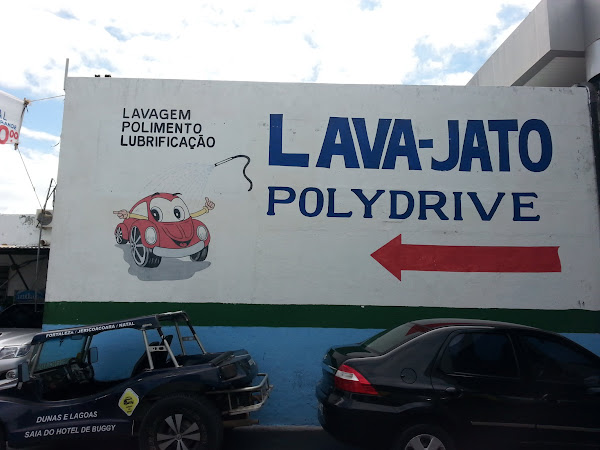 LAVAGEM
POLIMENTO
LUBRIFICAÇÃO
LAVA-JATO
POLYDRIVE
FORTALEZA / JERICOACOARA / NATAL
DUNAS E LAGOAS
SAIA DO HOTEL DE BUGGY